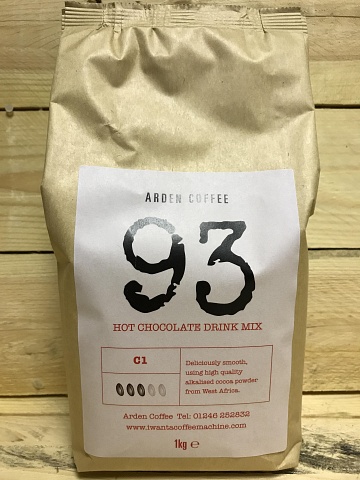 ARDEN COFFEE
93
HOT CHOCOLATE DRINK MIX
C1
Deliciously smooth,
using high quality
alkalised cocoa powder
from West Africa.
Arden Coffee Tel: 01246 252832
www.iwantacoffeemachine.com
1kg ℮